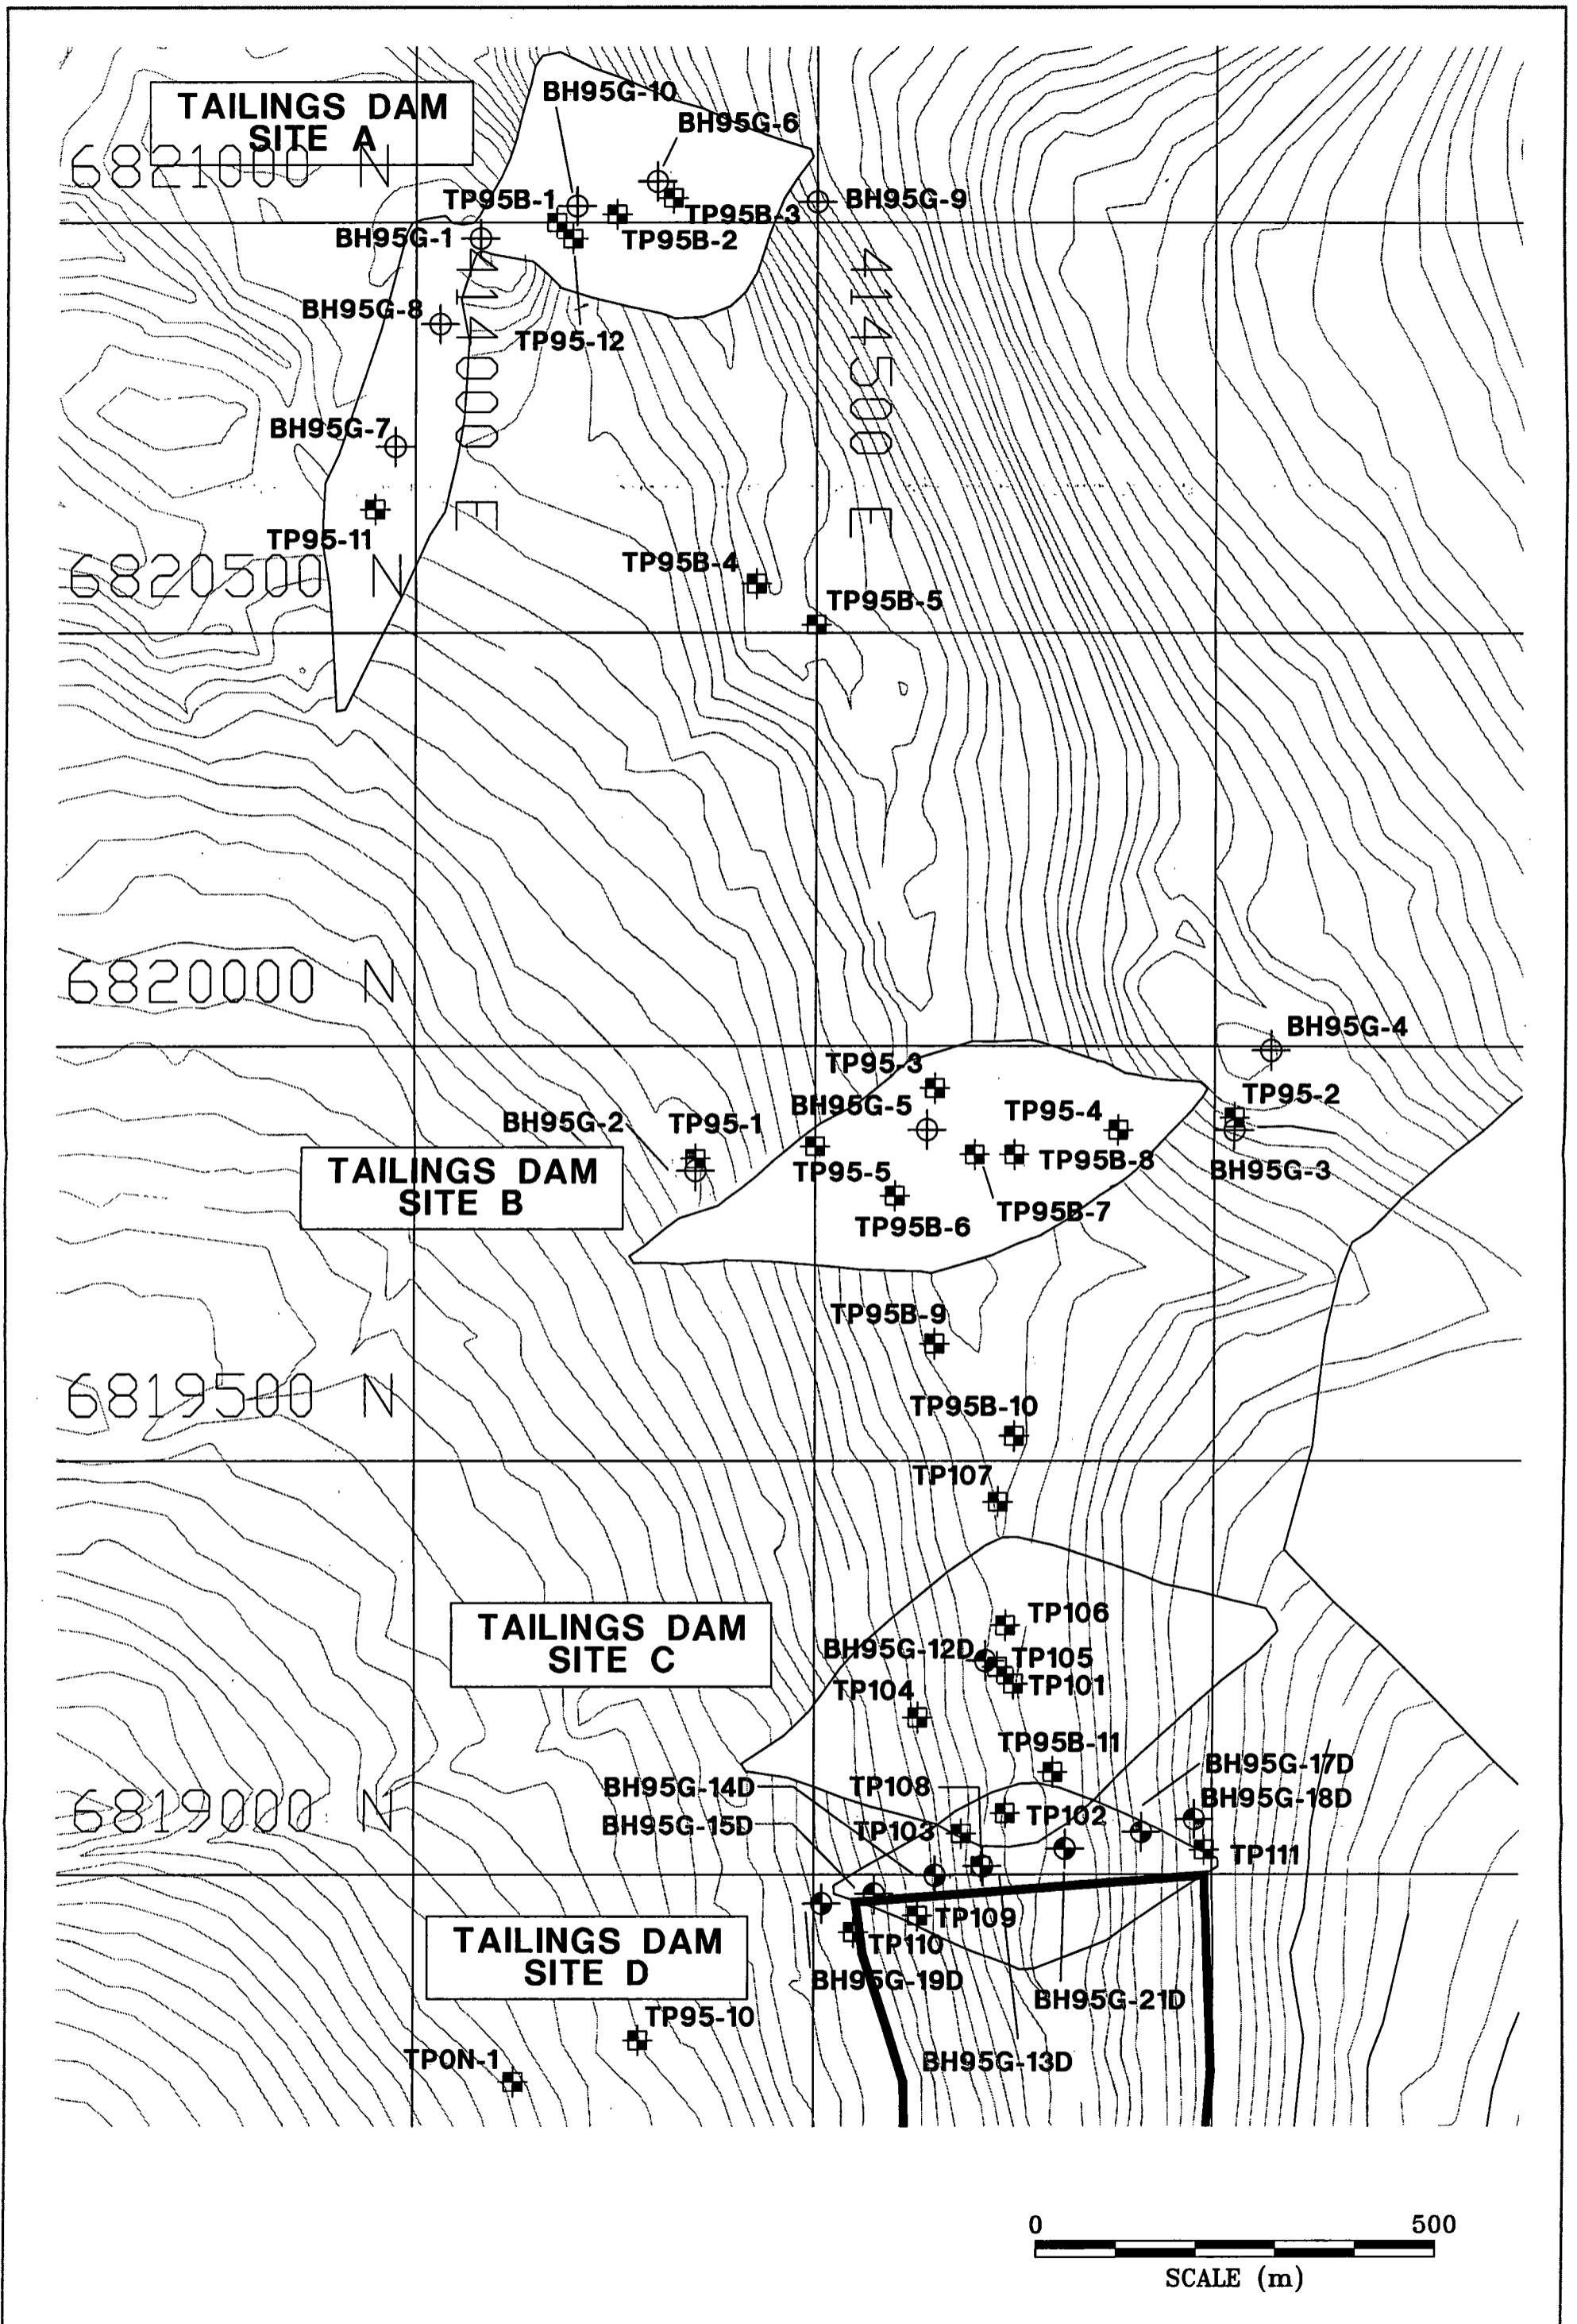 BH95G-10
TAILINGS DAM
SITE A
BH95G-6
6821000 N
TP95B-1
TP95B-3
BH95G-9
BH95G-1
TP95B-2
BH95G-8
TP95-12
414000 E
414500 E
BH95G-7
TP95-11
TP95B-4
6820500 N
TP95B-5
6820000 N
BH95G-4
TP95-3
TP95-2
BH95G-5
TP95-4
BH95G-2
TP95-1
TP95B-8
TAILINGS DAM
SITE B
TP95-5
BH95G-3
TP95B-7
TP95B-6
TP95B-9
6819500 N
TP95B-10
TP107
TP106
TAILINGS DAM
SITE C
BH95G-12D
TP105
TP101
TP104
TP95B-11
BH95G-17D
BH95G-14D
TP108
BH95G-18D
6819000 N
TP102
BH95G-15D
TP103
TP111
TP109
TAILINGS DAM
SITE D
TP110
BH95G-19D
BH95G-21D
TP95-10
TPON-1
BH95G-13D
0 500
SCALE (m)